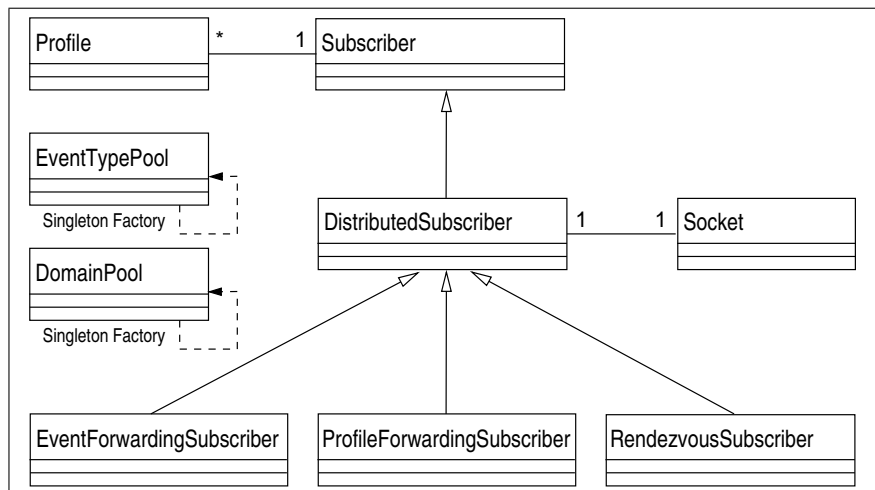 Profile
*
1
Subscriber
EventTypePool
Singleton Factory
DistributedSubscriber
1
1
Socket
DomainPool
Singleton Factory
EventForwardingSubscriber
ProfileForwardingSubscriber
RendezvousSubscriber